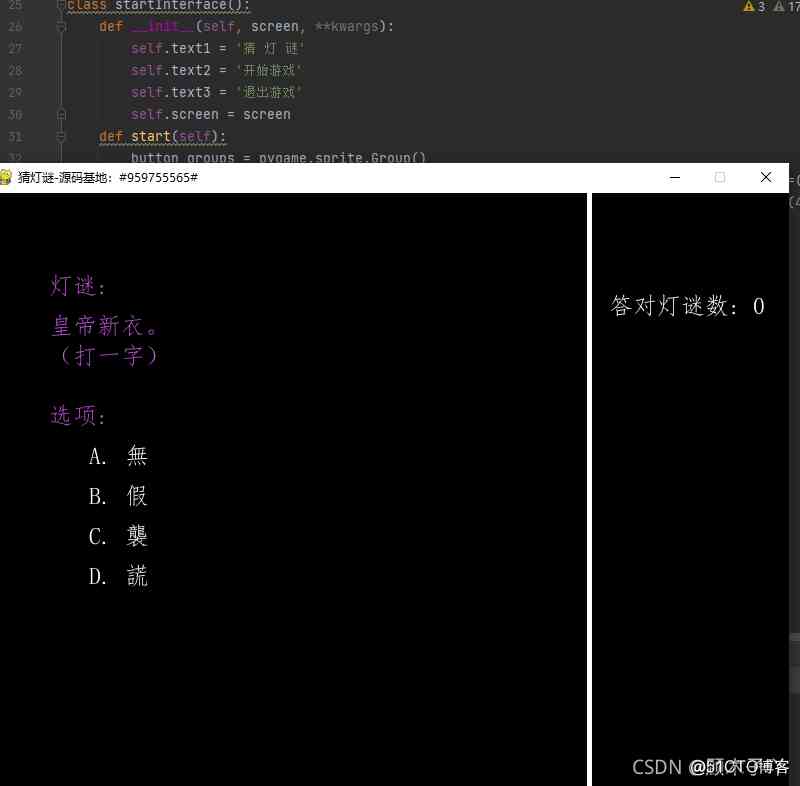 25 class startInterface():
26 def __init__(self, screen, **kwargs):
27 self.text1 = '猜 灯 谜'
28 self.text2 = '开始游戏'
29 self.text3 = '退出游戏'
30 self.screen = screen
31 def start(self):
32 button_groups = pygame.sprite.Group()
3 17
猜灯谜-源码基地: #959755565#
灯谜:
皇帝新衣。
（打一字）
选项:
A. 無
B. 假
C. 襲
D. 謊
答对灯谜数: 0
CSDN
@51CTO博客